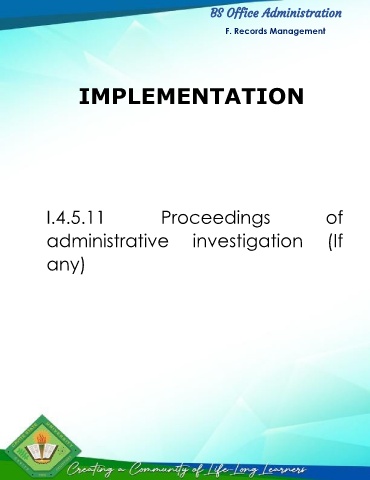 BS Office Administration
F. Records Management
IMPLEMENTATION
I.4.5.11 Proceedings of
administrative investigation (If
any)
Creating a Community of Life-Long Learners